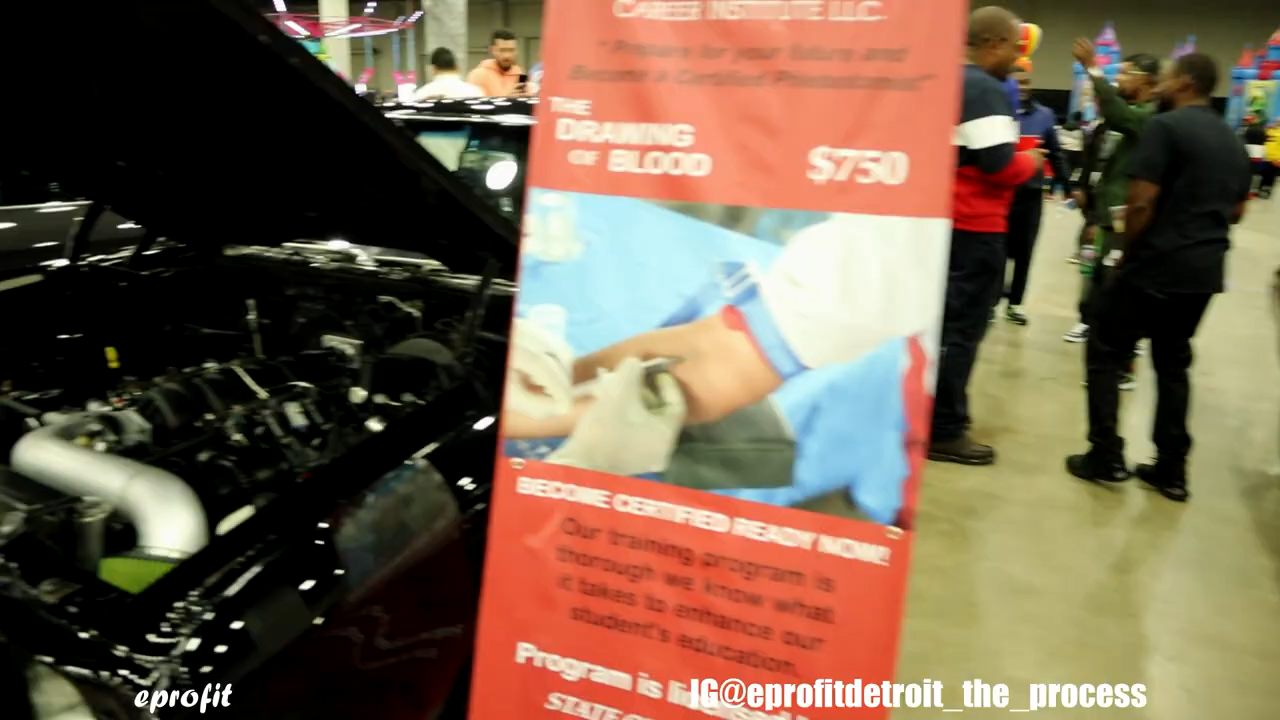 CAREER INSTITUTE LLC.
"Prepare for your future and
Become A Certified Phlebotomist"
THE
DRAWING
OF BLOOD
$750
BECOME CERTIFIED READY NOW!
Our training program is
thorough we know what
it takes to enhance our
student's education.
Program is licensed
STATE
eprofit
IG@eprofitdetroit_the_process